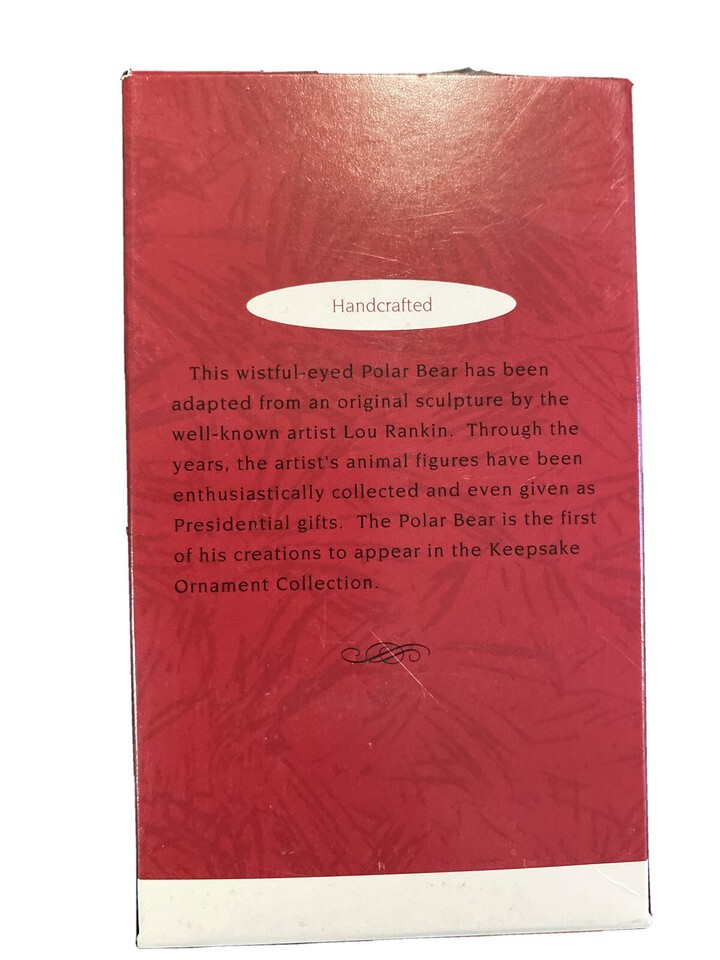 Handcrafted
This wistful-eyed Polar Bear has been
adapted from an original sculpture by the
well-known artist Lou Rankin. Through the
years, the artist's animal figures have been
enthusiastically collected and even given as
Presidential gifts. The Polar Bear is the first
of his creations to appear in the Keepsake
Ornament Collection.